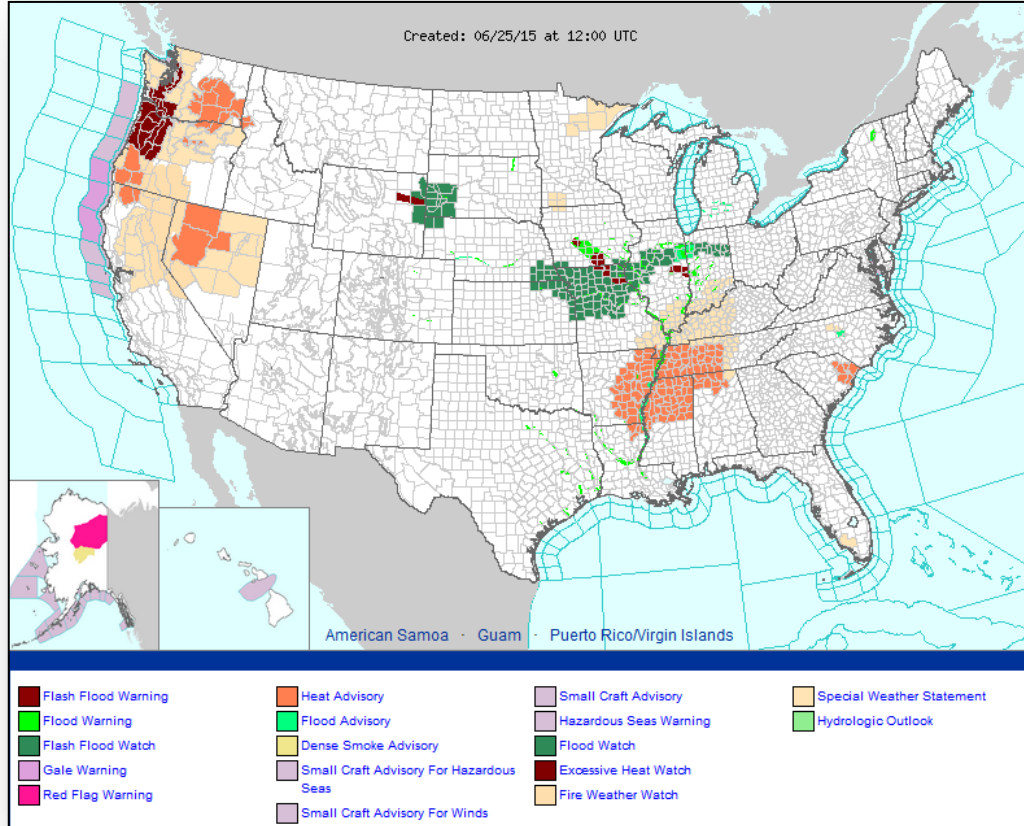 Created: 06/25/15 at 12:00 UTC
American Samoa · Guam · Puerto Rico/Virgin Islands
Flash Flood Warning
Flood Warning
Flash Flood Watch
Gale Warning
Red Flag Warning
Heat Advisory
Flood Advisory
Dense Smoke Advisory
Small Craft Advisory For Hazardous
Seas
Small Craft Advisory For Winds
Small Craft Advisory
Hazardous Seas Warning
Flood Watch
Excessive Heat Watch
Fire Weather Watch
Special Weather Statement
Hydrologic Outlook